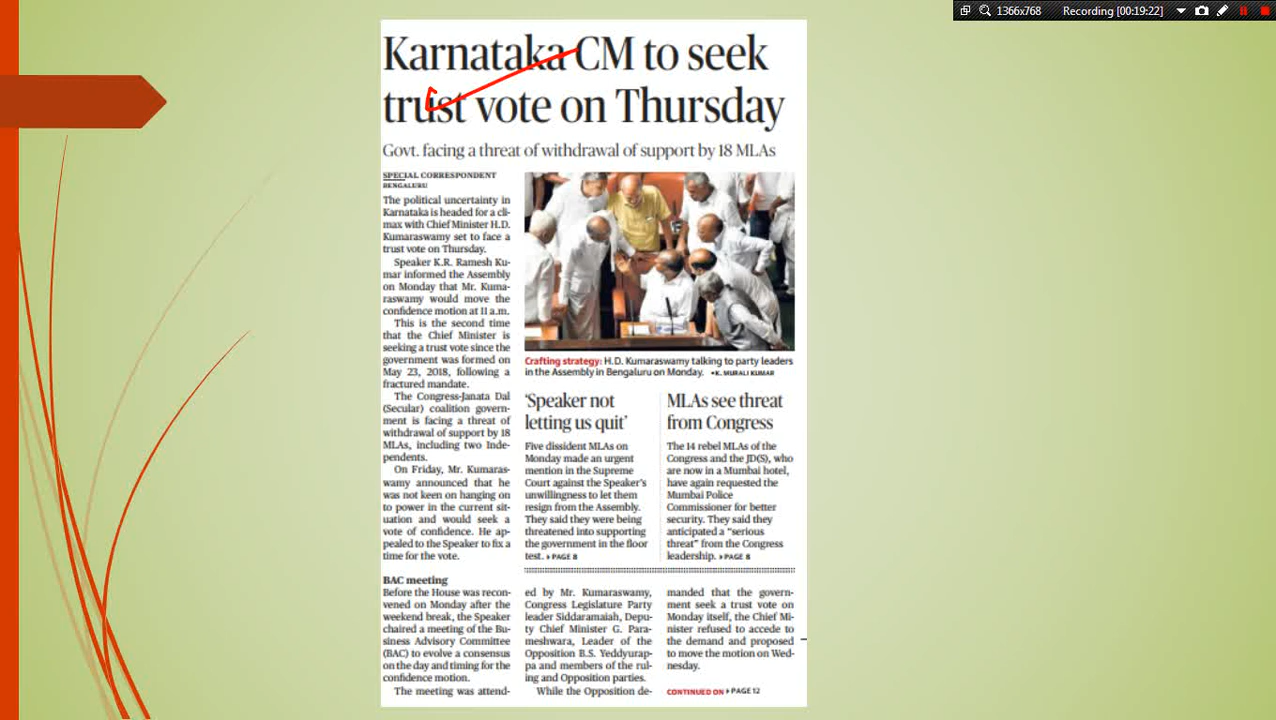 1366x768 Recording [00:19:22]
Karnataka CM to seek
trust vote on Thursday
Govt. facing a threat of withdrawal of support by 18 MLAs
SPECIAL CORRESPONDENT
BENGALURU
The political uncertainty in
Karnataka is headed for a cli-
max with Chief Minister H.D.
Kumaraswamy set to face a
trust vote on Thursday.
Speaker K.R. Ramesh Ku-
mar informed the Assembly
on Monday that Mr. Kuma-
raswamy would move the
confidence motion at 11 a.m.
This is the second time
that the Chief Minister is
seeking a trust vote since the
government was formed on
May 23, 2018, following a
fractured mandate.
The Congress-Janata Dal
(Secular) coalition govern-
ment is facing a threat of
withdrawal of support by 18
MLAs, including two Inde-
pendents.
On Friday, Mr. Kumaras-
wamy announced that he
was not keen on hanging on
to power in the current sit-
uation and would seek a
vote of confidence. He ap-
pealed to the Speaker to fix a
time for the vote.
Crafting strategy: H.D. Kumaraswamy talking to party leaders
in the Assembly in Bengaluru on Monday. •K. MURALI KUMAR
‘Speaker not
letting us quit’
Five dissident MLAs on
Monday made an urgent
mention in the Supreme
Court against the Speaker's
unwillingness to let them
resign from the Assembly.
They said they were being
threatened into supporting
the government in the floor
test. ▸ PAGE 8
MLAs see threat
from Congress
The 14 rebel MLAs of the
Congress and the JD(S), who
are now in a Mumbai hotel,
have again requested the
Mumbai Police
Commissioner for better
security. They said they
anticipated a “serious
threat” from the Congress
leadership. ▸ PAGE 8
BAC meeting
Before the House was recon-
vened on Monday after the
weekend break, the Speaker
chaired a meeting of the Bu-
siness Advisory Committee
(BAC) to evolve a consensus
on the day and timing for the
confidence motion.
The meeting was attend-
ed by Mr. Kumaraswamy,
Congress Legislature Party
leader Siddaramaiah, Depu-
ty Chief Minister G. Para-
meshwara, Leader of the
Opposition B.S. Yeddyurap-
pa and members of the rul-
ing and Opposition parties.
While the Opposition de-
manded that the govern-
ment seek a trust vote on
Monday itself, the Chief Mi-
nister refused to accede to
the demand and proposed
to move the motion on Wed-
nesday.
CONTINUED ON ▸ PAGE 12